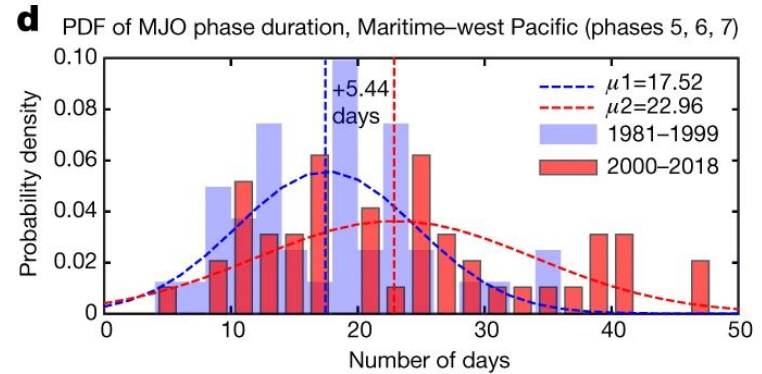 d PDF of MJO phase duration, Maritime–west Pacific (phases 5, 6, 7)
0.10
0.08
0.06
0.04
0.02
0
Probability density
+5.44
days
μ1=17.52
μ2=22.96
1981–1999
2000–2018
0 10 20 30 40 50
Number of days